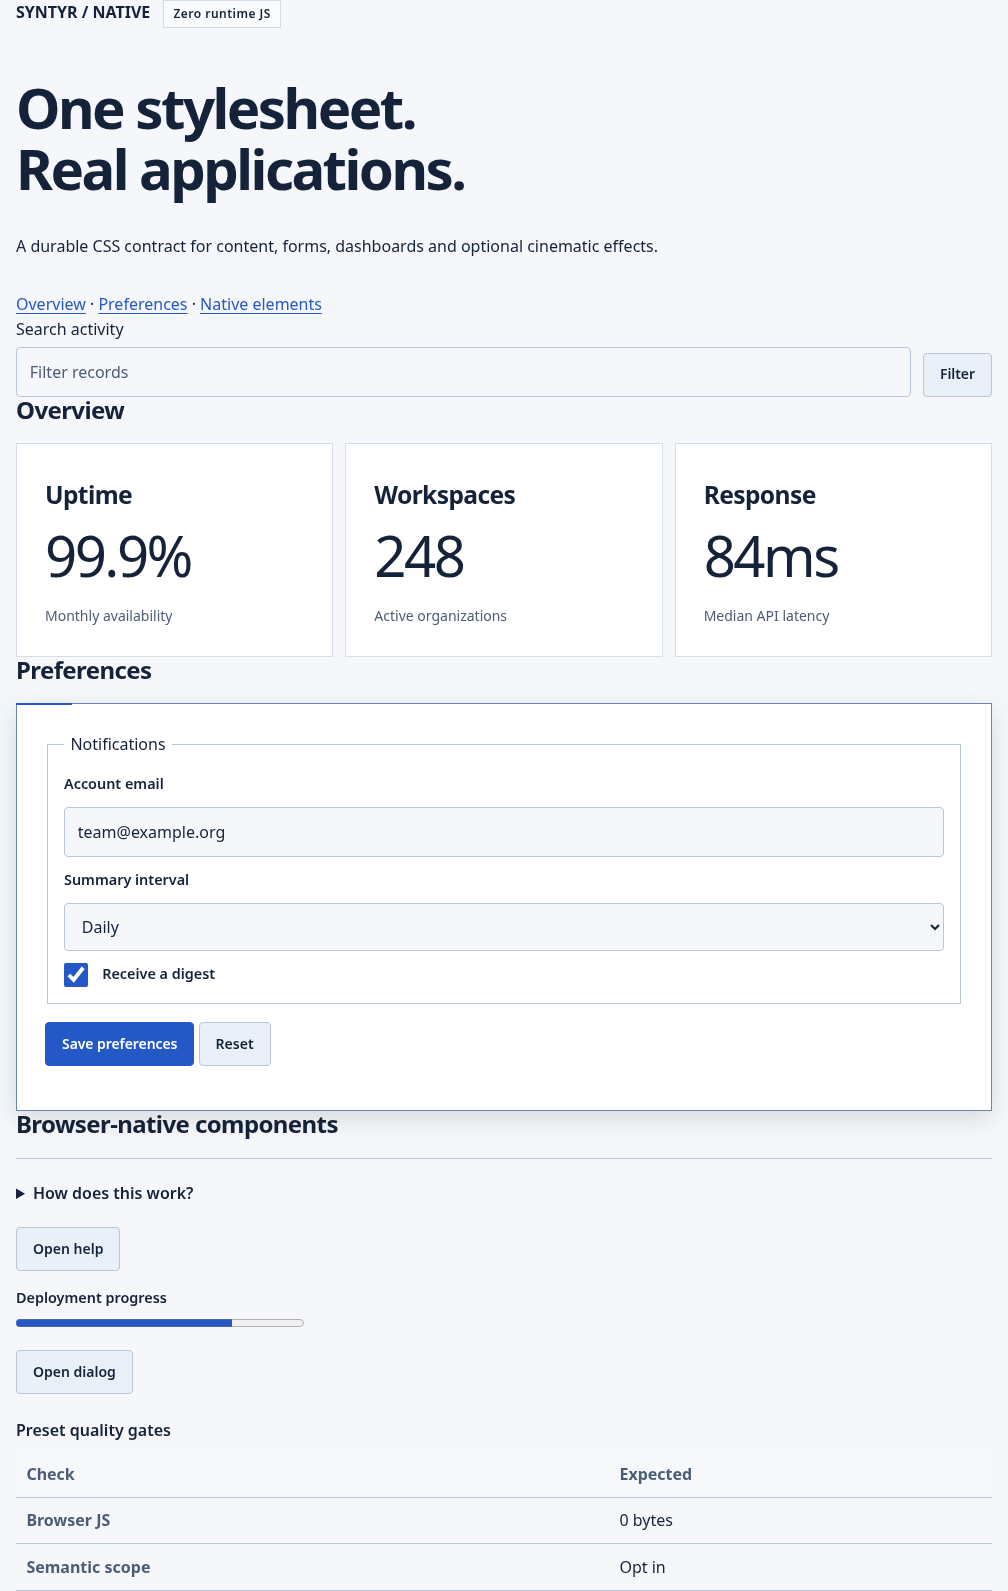 SYNTYR / NATIVE Zero runtime JS
One stylesheet.
Real applications.
A durable CSS contract for content, forms, dashboards and optional cinematic effects.
Overview · Preferences · Native elements
Search activity
Filter records Filter
Overview
Uptime Workspaces Response
99.9% 248 84ms
Monthly availability Active organizations Median API latency
Preferences
Notifications
Account email
team@example.org
Summary interval
Daily
Receive a digest
Save preferences Reset
Browser-native components
How does this work?
Open help
Deployment progress
Open dialog
Preset quality gates
Check Expected
Browser JS 0 bytes
Semantic scope Opt in